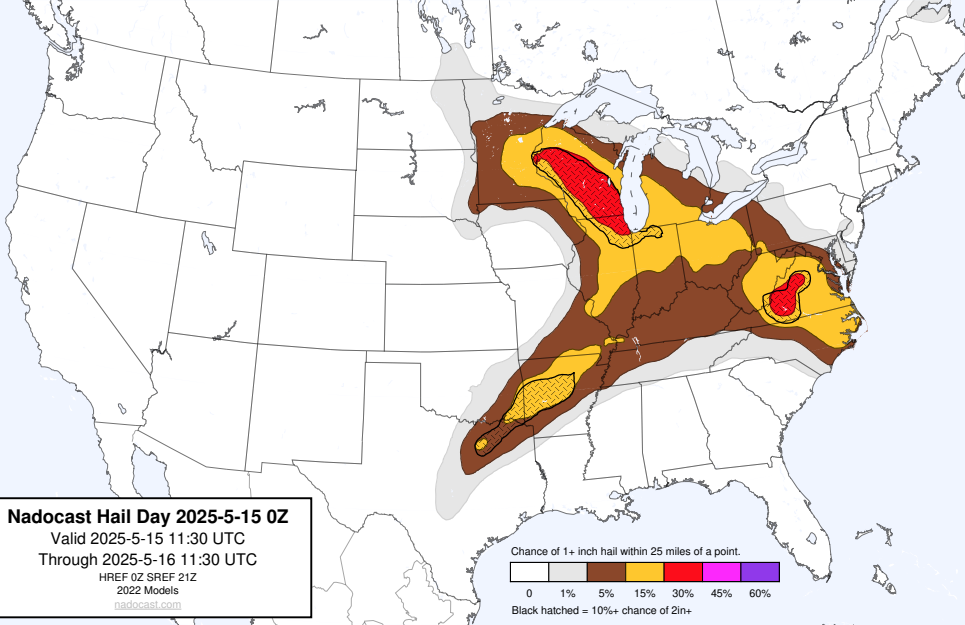 Nadocast Hail Day 2025-5-15 0Z
Valid 2025-5-15 11:30 UTC
Through 2025-5-16 11:30 UTC
HREF 0Z SREF 21Z
2022 Models
nadocast.com
Chance of 1+ inch hail within 25 miles of a point.
0 1% 5% 15% 30% 45% 60%
Black hatched = 10%+ chance of 2in+